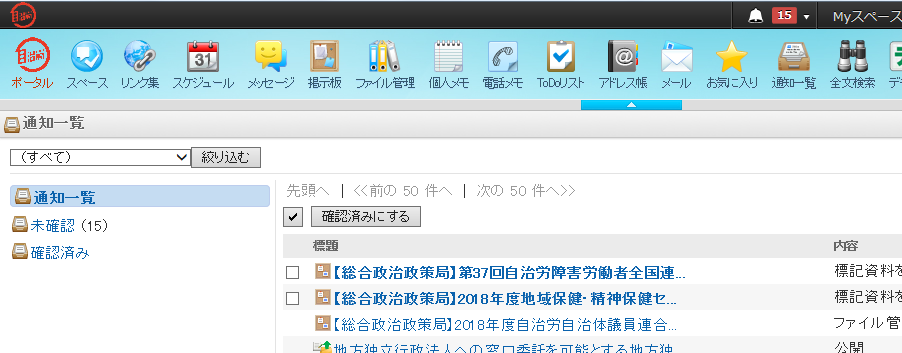 自治労 15 Myスペース
自治労
ポータル スペース リンク集 スケジュール メッセージ 掲示板 ファイル管理 個人メモ 電話メモ ToDoリスト アドレス帳 メール お気に入り 通知一覧 全文検索
31
通知一覧
(すべて) 絞り込む
通知一覧
未確認 (15)
確認済み
先頭へ | <<前の 50 件へ | 次の 50 件へ>>
確認済みにする
標題 内容
【総合政治政策局】第37回自治労障害労働者全国連... 標記資料を
【総合政治政策局】2018年度地域保健・精神保健セ... 標記資料を
【総合政治政策局】2018年度自治労自治体議員連合... ファイル管
地方独立行政法人への窓口委託を可能とする地方独... 公開